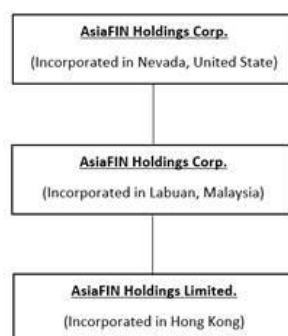 AsiaFIN Holdings Corp.
(Incorporated in Nevada, United State)
AsiaFIN Holdings Corp.
(Incorporated in Labuan, Malaysia)
AsiaFIN Holdings Limited.
(Incorporated in Hong Kong)